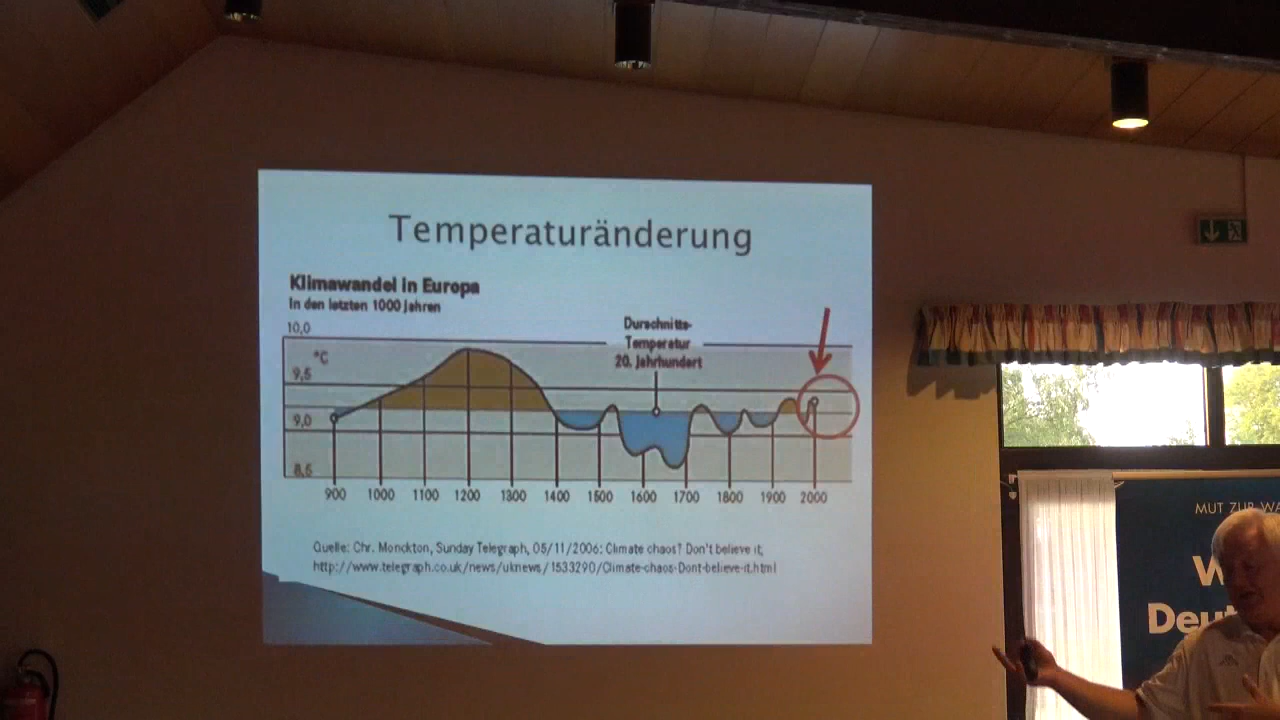 Temperaturänderung
Klimawandel in Europa
In den letzten 1000 Jahren
10,0
°C
9,5
9,0
8,5
Durschnitts-
Temperatur
20. Jahrhundert
900 1000 1100 1200 1300 1400 1500 1600 1700 1800 1900 2000
Quelle: Chr. Monckton, Sunday Telegraph, 05/11/2006: Climate chaos? Don't believe it,
http://www.telegraph.co.uk/news/uknews/1533290/Climate-chaos-Dont-believe-it.html
MUT ZUR WA
W
Deut